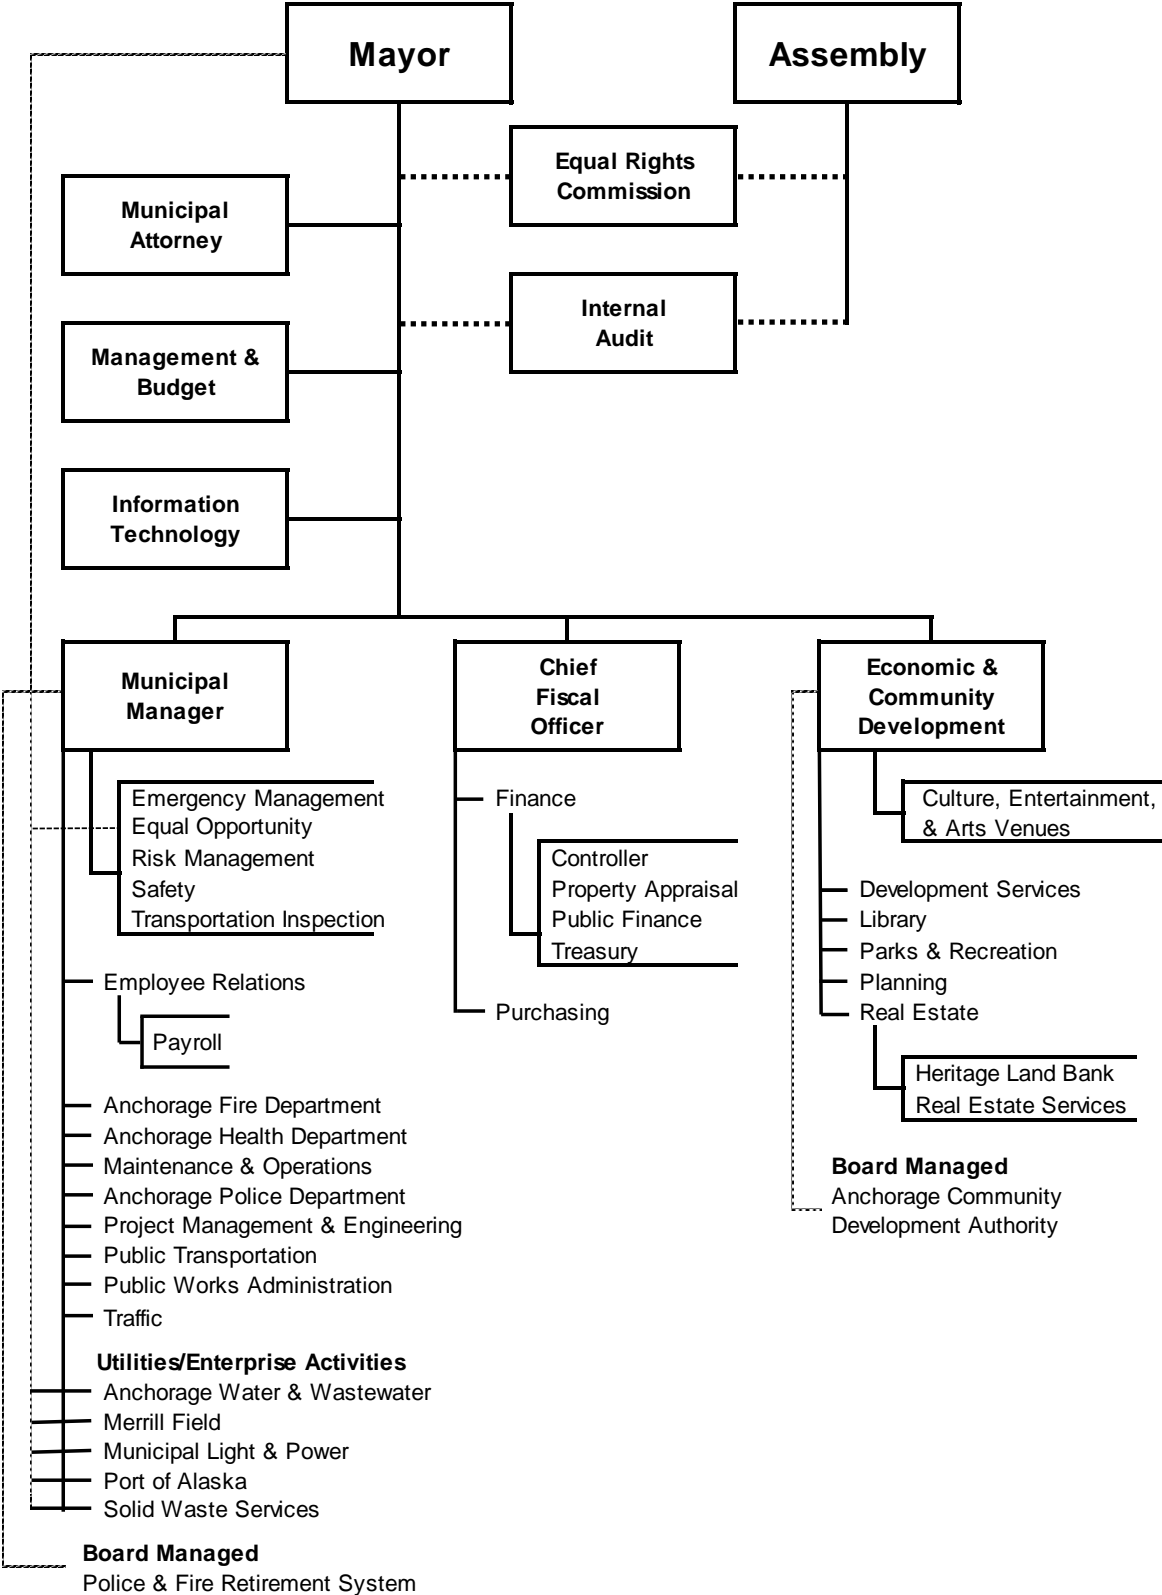 Mayor
Assembly
Equal Rights
Commission
Municipal
Attorney
Internal
Audit
Management &
Budget
Information
Technology
Municipal
Manager
Chief
Fiscal
Officer
Economic &
Community
Development
Emergency Management
Equal Opportunity
Risk Management
Safety
Transportation Inspection
Employee Relations
Payroll
Anchorage Fire Department
Anchorage Health Department
Maintenance & Operations
Anchorage Police Department
Project Management & Engineering
Public Transportation
Public Works Administration
Traffic
Utilities/Enterprise Activities
Anchorage Water & Wastewater
Merrill Field
Municipal Light & Power
Port of Alaska
Solid Waste Services
Board Managed
Police & Fire Retirement System
Finance
Controller
Property Appraisal
Public Finance
Treasury
Purchasing
Culture, Entertainment,
& Arts Venues
Development Services
Library
Parks & Recreation
Planning
Real Estate
Heritage Land Bank
Real Estate Services
Board Managed
Anchorage Community
Development Authority